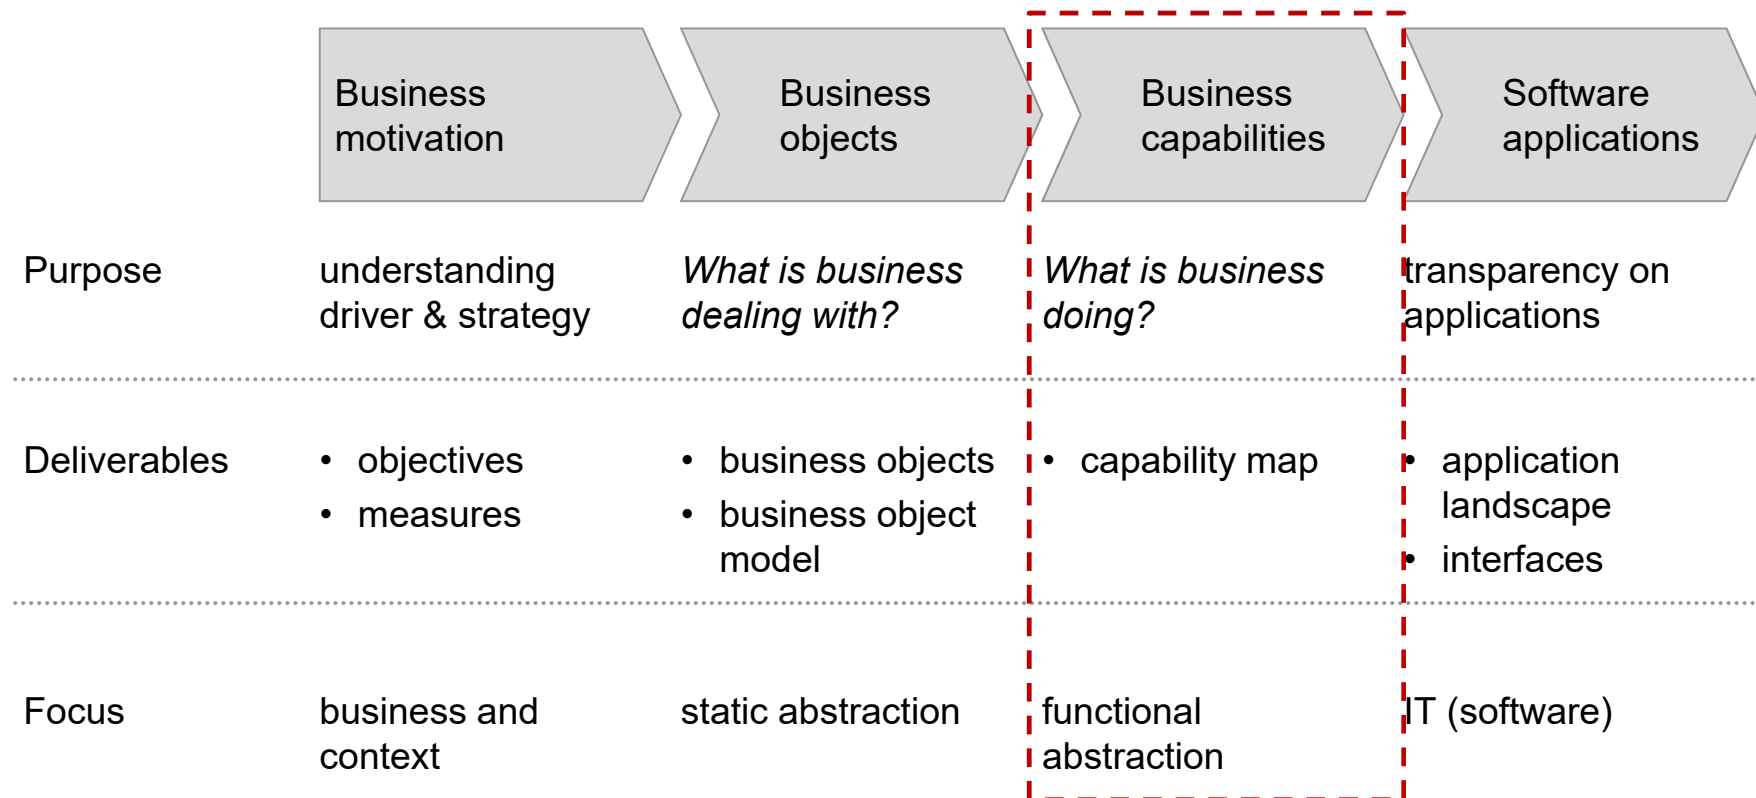 Business
motivation
Business
objects
Business
capabilities
Software
applications
Purpose
understanding
driver & strategy
What is business
dealing with?
What is business
doing?
transparency on
applications
Deliverables
• objectives
• measures
• business objects
• business object
model
• capability map
• application
landscape
• interfaces
Focus
business and
context
static abstraction
functional
abstraction
IT (software)